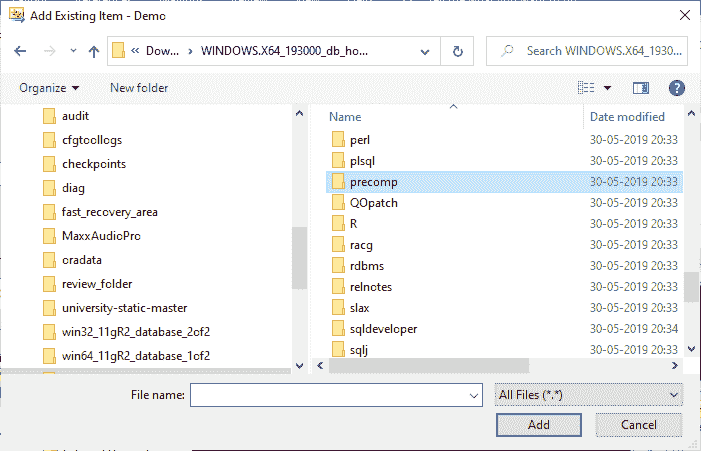 Add Existing Item - Demo
« Dow... › WINDOWS.X64_193000_db_ho...
Search WINDOWS.X64_1930...
Organize
New folder
?
audit
cfgtoollogs
checkpoints
diag
fast_recovery_area
MaxxAudioPro
oradata
review_folder
university-static-master
win32_11gR2_database_2of2
win64_11gR2_database_1of2
Name Date modified
perl 30-05-2019 20:33
plsql 30-05-2019 20:33
precomp 30-05-2019 20:33
QOpatch 30-05-2019 20:33
R 30-05-2019 20:33
racg 30-05-2019 20:33
rdbms 30-05-2019 20:33
relnotes 30-05-2019 20:33
slax 30-05-2019 20:33
sqldeveloper 30-05-2019 20:34
sqlj 30-05-2019 20:33
File name:
All Files (*.*)
Add
Cancel